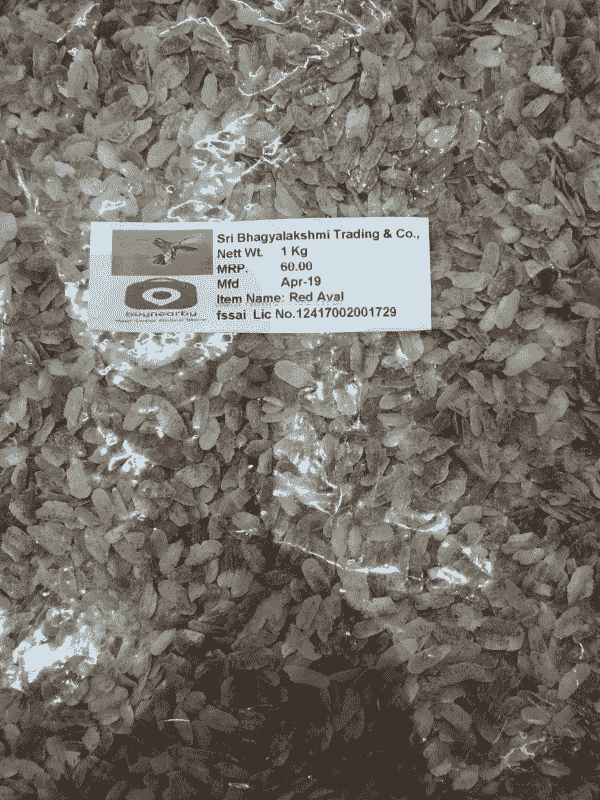 Sri Bhagyalakshmi Trading & Co.,
Nett Wt. 1 Kg
MRP. 60.00
Mfd Apr-19
Item Name: Red Aval
fssai Lic No.12417002001729
buynearby